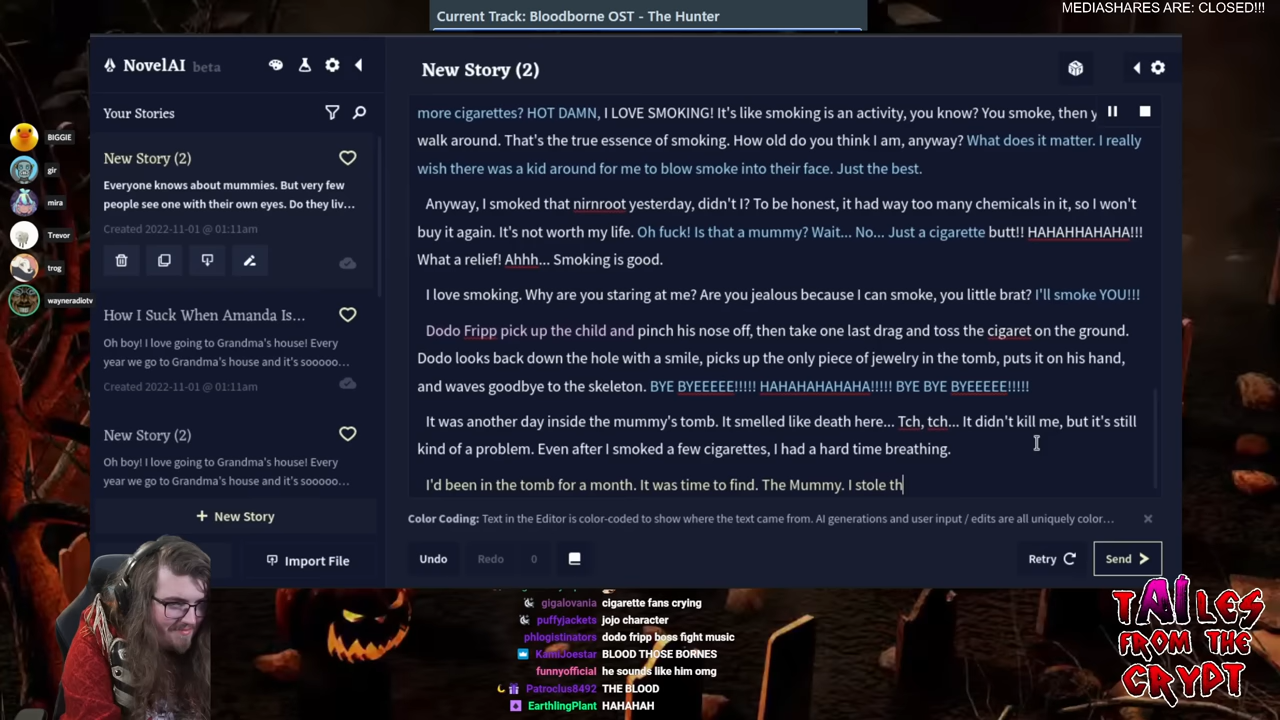 Current Track: Bloodborne OST - The Hunter
MEDIASHARES ARE: CLOSED!!!
NovelAI beta
Your Stories
New Story (2)
Everyone knows about mummies. But very few
people see one with their own eyes. Do they liv...
Created 2022-11-01 @ 01:11am
How I Suck When Amanda Is...
Oh boy! I love going to Grandma's house! Every
year we go to Grandma's house and it's sooooo...
Created 2022-11-01 @ 01:11am
New Story (2)
Oh boy! I love going to Grandma's house! Every
year we go to Grandma's house and it's sooooo...
+ New Story
Import File
BIGGIE
gir
mira
Trevor
trog
wayneradiotv
New Story (2)
more cigarettes? HOT DAMN, I LOVE SMOKING! It's like smoking is an activity, you know? You smoke, then y
walk around. That's the true essence of smoking. How old do you think I am, anyway? What does it matter. I really
wish there was a kid around for me to blow smoke into their face. Just the best.
Anyway, I smoked that nirnroot yesterday, didn't I? To be honest, it had way too many chemicals in it, so I won't
buy it again. It's not worth my life. Oh fuck! Is that a mummy? Wait... No... Just a cigarette butt!! HAHAHHAHAHA!!!
What a relief! Ahhh... Smoking is good.
I love smoking. Why are you staring at me? Are you jealous because I can smoke, you little brat? I'll smoke YOU!!!
Dodo Fripp pick up the child and pinch his nose off, then take one last drag and toss the cigaret on the ground.
Dodo looks back down the hole with a smile, picks up the only piece of jewelry in the tomb, puts it on his hand,
and waves goodbye to the skeleton. BYE BYEEEEE!!!!! HAHAHAHAHAHA!!!!! BYE BYE BYEEEEE!!!!!
It was another day inside the mummy's tomb. It smelled like death here... Tch, tch... It didn't kill me, but it's still
kind of a problem. Even after I smoked a few cigarettes, I had a hard time breathing.
I'd been in the tomb for a month. It was time to find. The Mummy. I stole th
Color Coding: Text in the Editor is color-coded to show where the text came from. AI generations and user input / edits are all uniquely color...
Undo
Redo
0
Retry
Send
gigalovania cigarette fans crying
puffyjackets jojo character
phlogistinators dodo fripp boss fight music
KamiJoestar BLOOD THOSE BORNES
funnyofficial he sounds like him omg
Patroclus8492 THE BLOOD
EarthlingPlant HAHAHAH
TAILES
FROM THE
CRYPT